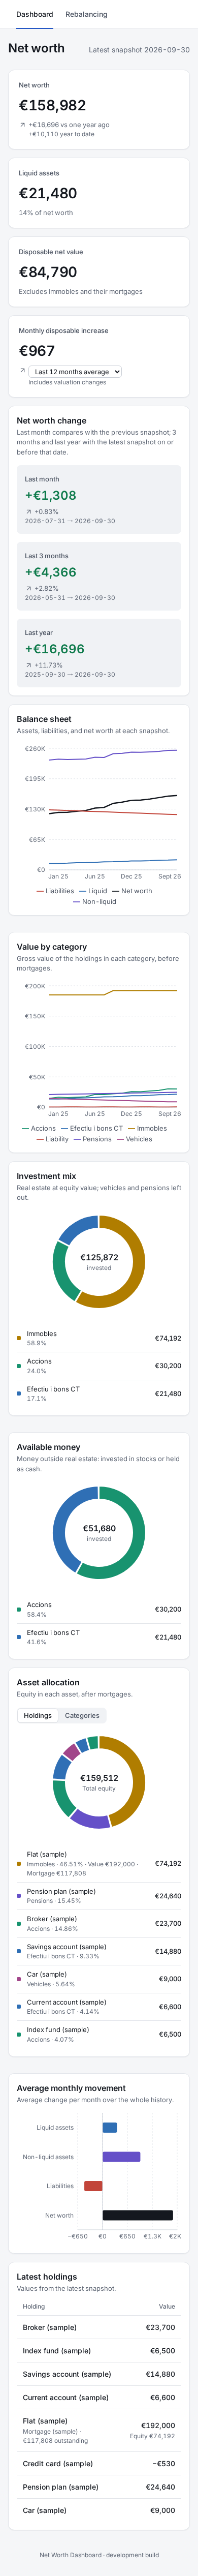 Dashboard Rebalancing
Net worth
Latest snapshot 2026-09-30
Net worth
€158,982
+€16,696 vs one year ago
+€10,110 year to date
Liquid assets
€21,480
14% of net worth
Disposable net value
€84,790
Excludes Immobles and their mortgages
Monthly disposable increase
€967
Last 12 months average
Includes valuation changes
Net worth change
Last month compares with the previous snapshot; 3
months and last year with the latest snapshot on or
before that date.
Last month
+€1,308
+0.83%
2026-07-31 → 2026-09-30
Last 3 months
+€4,366
+2.82%
2026-05-31 → 2026-09-30
Last year
+€16,696
+11.73%
2025-09-30 → 2026-09-30
Balance sheet
Assets, liabilities, and net worth at each snapshot.
€260K
€195K
€130K
€65K
€0
Jan 25 Jun 25 Dec 25 Sept 26
Liabilities Liquid Net worth
Non-liquid
Value by category
Gross value of the holdings in each category, before
mortgages.
€200K
€150K
€100K
€50K
€0
Jan 25 Jun 25 Dec 25 Sept 26
Accions Efectiu i bons CT Immobles
Liability Pensions Vehicles
Investment mix
Real estate at equity value; vehicles and pensions left
out.
€125,872
invested
Immobles
58.9%
€74,192
Accions
24.0%
€30,200
Efectiu i bons CT
17.1%
€21,480
Available money
Money outside real estate: invested in stocks or held
as cash.
€51,680
invested
Accions
58.4%
€30,200
Efectiu i bons CT
41.6%
€21,480
Asset allocation
Equity in each asset, after mortgages.
Holdings Categories
€159,512
Total equity
Flat (sample)
Immobles · 46.51% · Value €192,000 ·
Mortgage €117,808
€74,192
Pension plan (sample)
Pensions · 15.45%
€24,640
Broker (sample)
Accions · 14.86%
€23,700
Savings account (sample)
Efectiu i bons CT · 9.33%
€14,880
Car (sample)
Vehicles · 5.64%
€9,000
Current account (sample)
Efectiu i bons CT · 4.14%
€6,600
Index fund (sample)
Accions · 4.07%
€6,500
Average monthly movement
Average change per month over the whole history.
Liquid assets
Non-liquid assets
Liabilities
Net worth
−€650 €0 €650 €1.3K €2K
Latest holdings
Values from the latest snapshot.
Holding Value
Broker (sample) €23,700
Index fund (sample) €6,500
Savings account (sample) €14,880
Current account (sample) €6,600
Flat (sample)
Mortgage (sample) ·
€117,808 outstanding
€192,000
Equity €74,192
Credit card (sample) −€530
Pension plan (sample) €24,640
Car (sample) €9,000
Net Worth Dashboard · development build